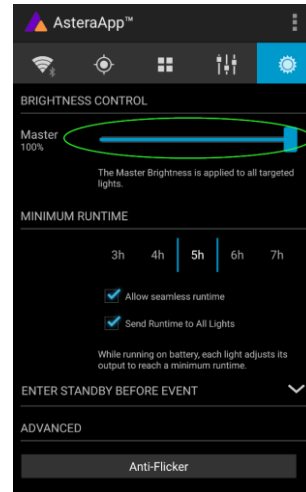 AsteraApp™
BRIGHTNESS CONTROL
Master
100%
The Master Brightness is applied to all targeted
lights.
MINIMUM RUNTIME
3h 4h 5h 6h 7h
Allow seamless runtime
Send Runtime to All Lights
While running on battery, each light adjusts its
output to reach a minimum runtime.
ENTER STANDBY BEFORE EVENT
ADVANCED
Anti-Flicker